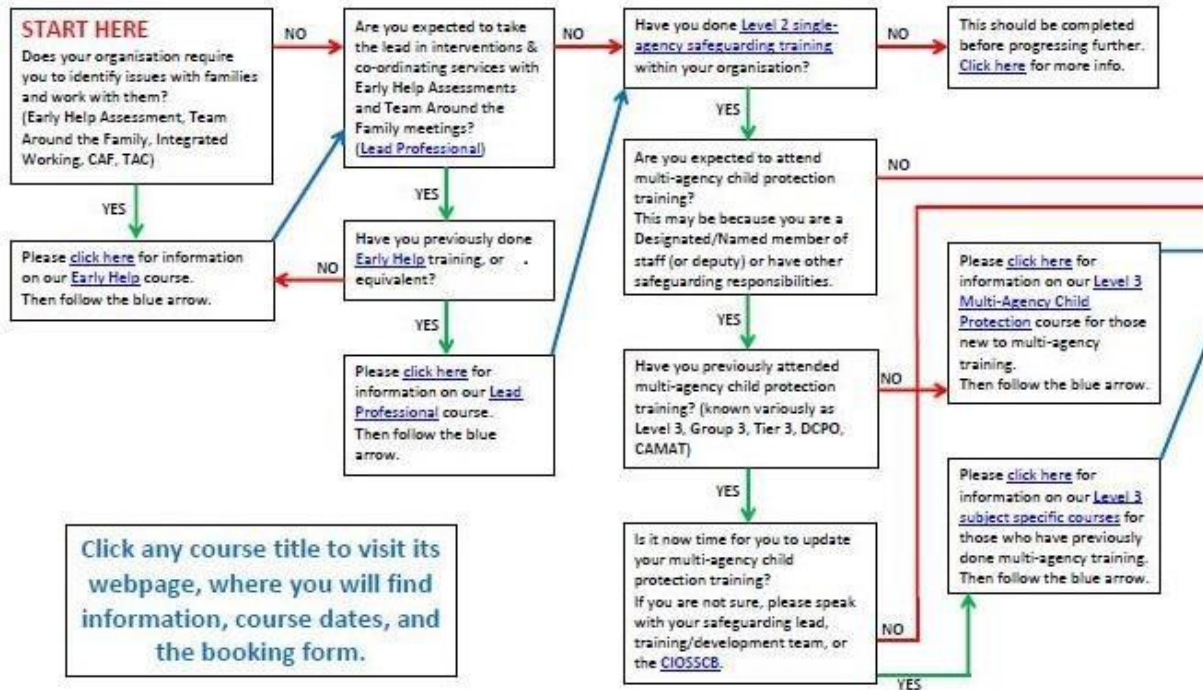 START HERE
Does your organisation require
you to identify issues with families
and work with them?
(Early Help Assessment, Team
Around the Family, Integrated
Working, CAF, TAC)
NO
YES
Please click here for information
on our Early Help course.
Then follow the blue arrow.
Are you expected to take
the lead in interventions &
co-ordinating services with
Early Help Assessments
and Team Around the
Family meetings?
(Lead Professional)
NO
YES
Have you previously done
Early Help training, or .
equivalent?
NO
YES
Please click here for
information on our Lead
Professional course.
Then follow the blue
arrow.
Have you done Level 2 single-
agency safeguarding training
within your organisation?
NO
YES
This should be completed
before progressing further.
Click here for more info.
Are you expected to attend
multi-agency child protection
training?
This may be because you are a
Designated/Named member of
staff (or deputy) or have other
safeguarding responsibilities.
NO
YES
Have you previously attended
multi-agency child protection
training? (known variously as
Level 3, Group 3, Tier 3, DCPO,
CAMAT)
NO
YES
Please click here for
information on our Level 3
Multi-Agency Child
Protection course for those
new to multi-agency
training.
Then follow the blue arrow.
Is it now time for you to update
your multi-agency child
protection training?
If you are not sure, please speak
with your safeguarding lead,
training/development team, or
the CIOSSCB.
NO
YES
Please click here for
information on our Level 3
subject specific courses for
those who have previously
done multi-agency training.
Then follow the blue arrow.
Click any course title to visit its
webpage, where you will find
information, course dates, and
the booking form.